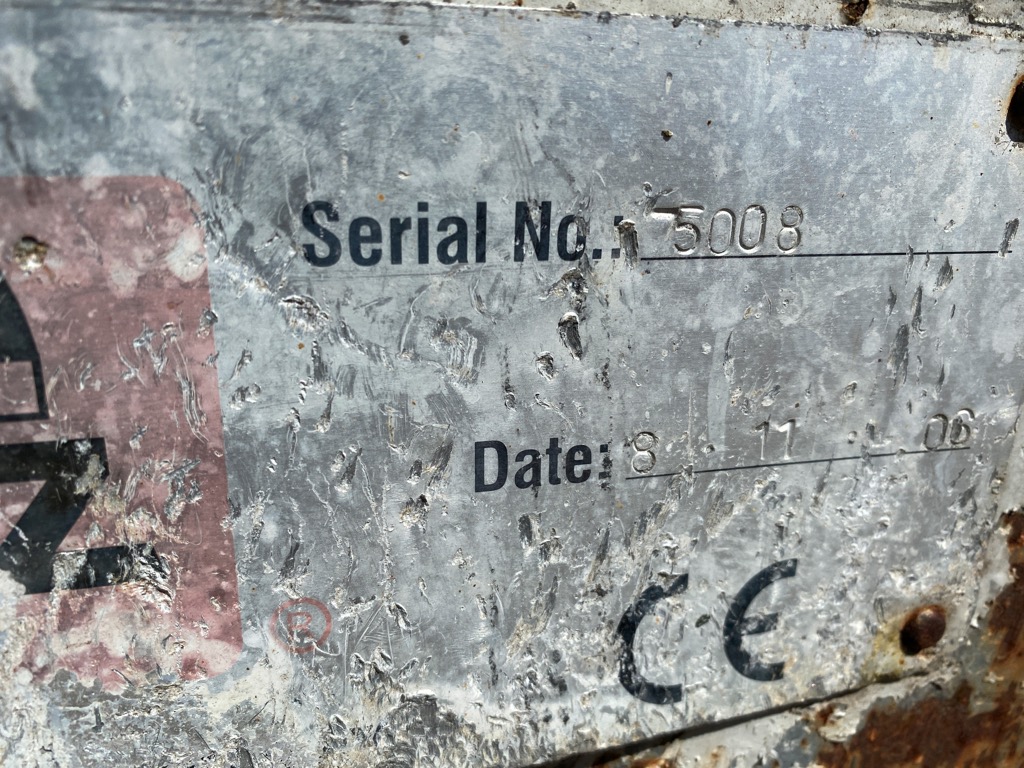 Serial No.: 5008
Date: 8 . 11 . 06
®
CE